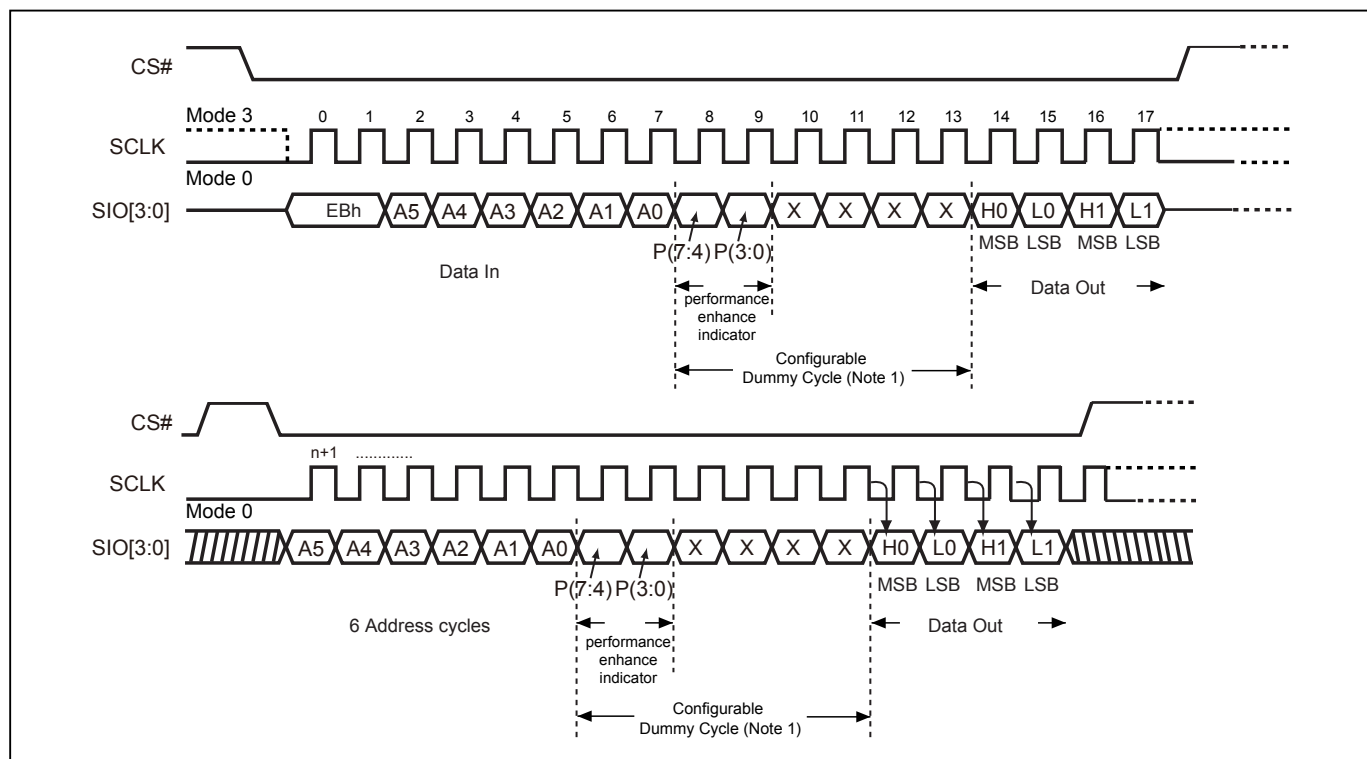 CS#
Mode 3
0 1 2 3 4 5 6 7 8 9 10 11 12 13 14 15 16 17
SCLK
Mode 0
SIO[3:0] EBh A5 A4 A3 A2 A1 A0 X X X X H0 L0 H1 L1
P(7:4) P(3:0) MSB LSB MSB LSB
Data In
Data Out
performance
enhance
indicator
Configurable
Dummy Cycle (Note 1)
CS#
n+1 .............
SCLK
Mode 0
SIO[3:0] A5 A4 A3 A2 A1 A0 X X X X H0 L0 H1 L1
P(7:4) P(3:0) MSB LSB MSB LSB
6 Address cycles
Data Out
performance
enhance
indicator
Configurable
Dummy Cycle (Note 1)